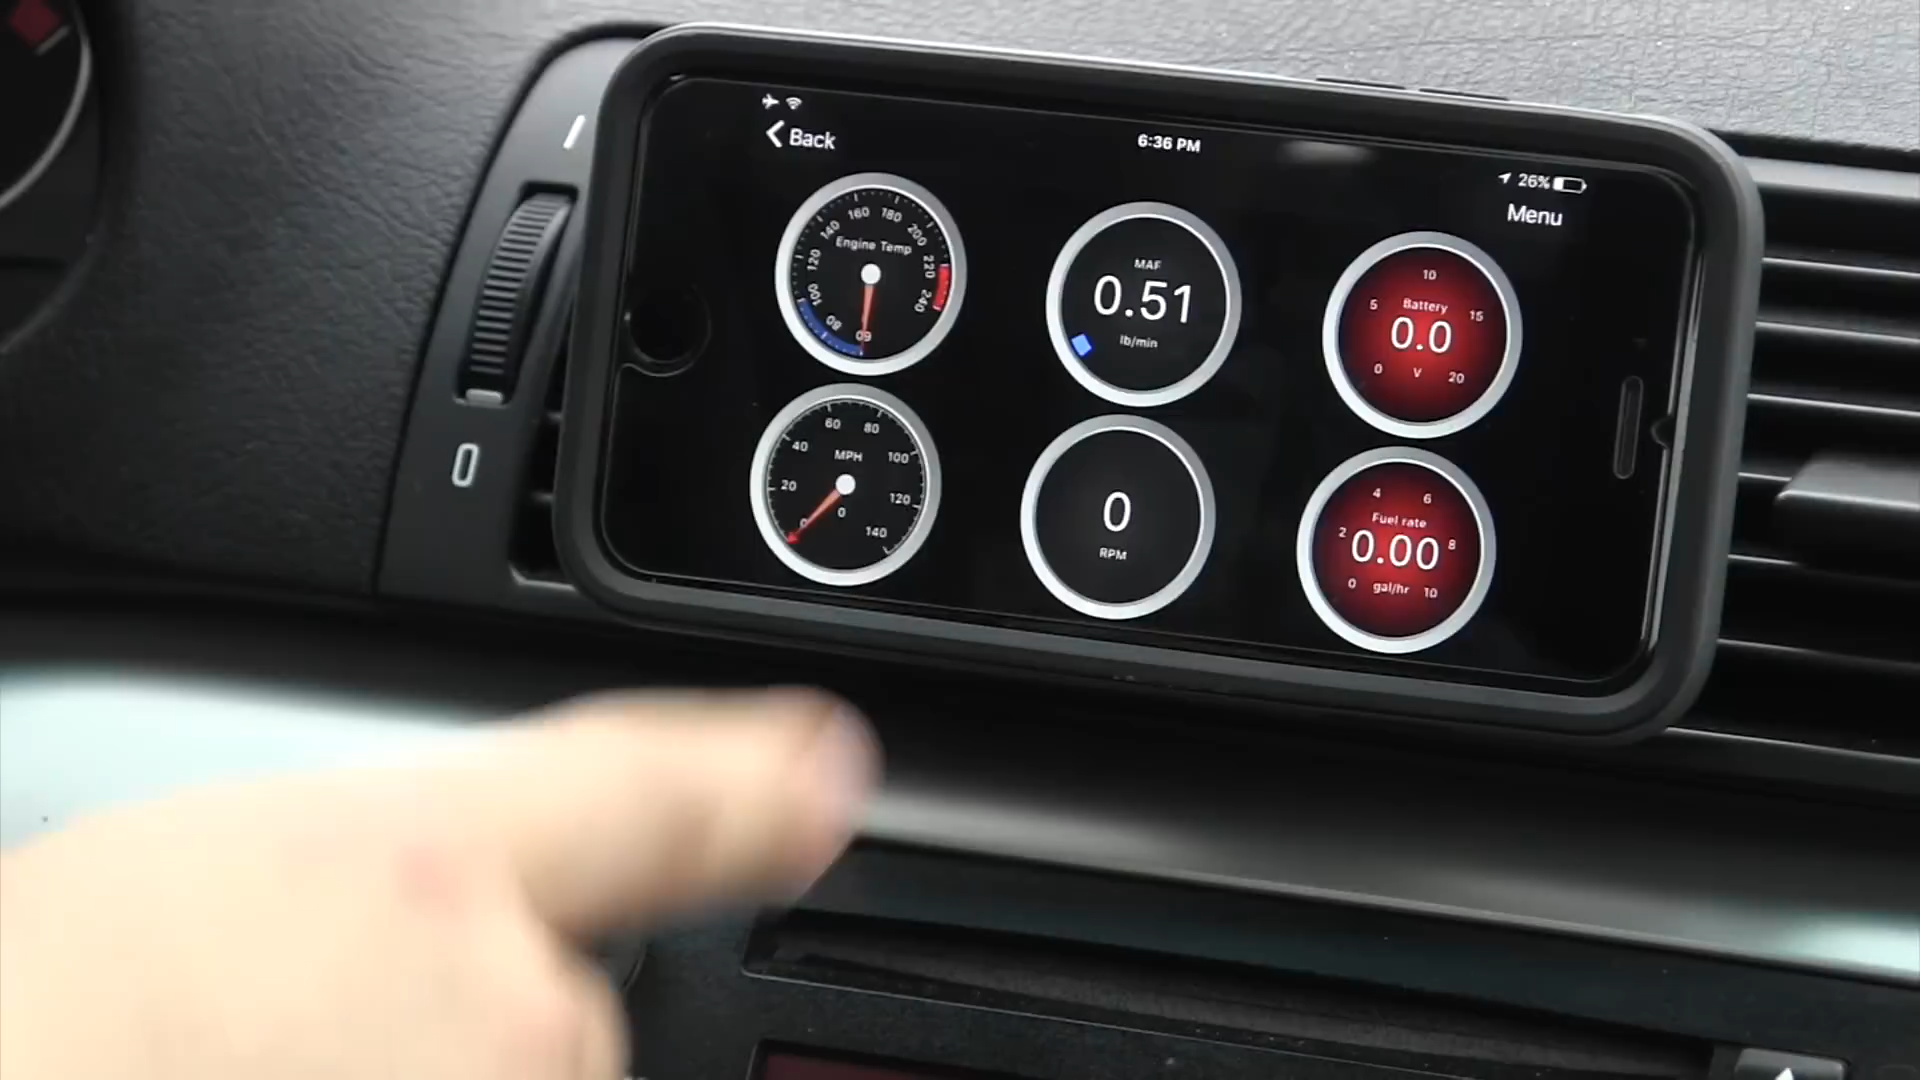 Back
6:36 PM
26%
Menu
160 180
140 200
Engine Temp
120 220
100 240
80
60
MAF
0.51
lb/min
10
5 Battery 15
0.0
0 V 20
60 80
40 MPH 100
20 120
0 0 140
0
RPM
4 6
Fuel rate
2 0.00 8
0 gal/hr 10
0